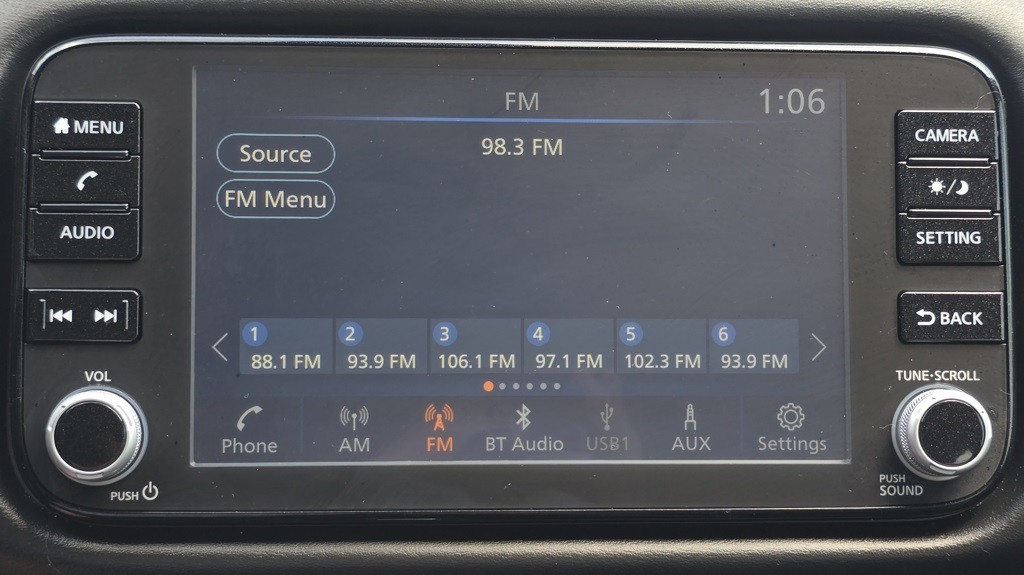 FM
1:06
MENU
CAMERA
98.3 FM
Source
FM Menu
AUDIO
SETTING
1 2 3 4 5 6
88.1 FM 93.9 FM 106.1 FM 97.1 FM 102.3 FM 93.9 FM
BACK
VOL
TUNE·SCROLL
Phone AM FM BT Audio USB1 AUX Settings
PUSH
PUSH
SOUND